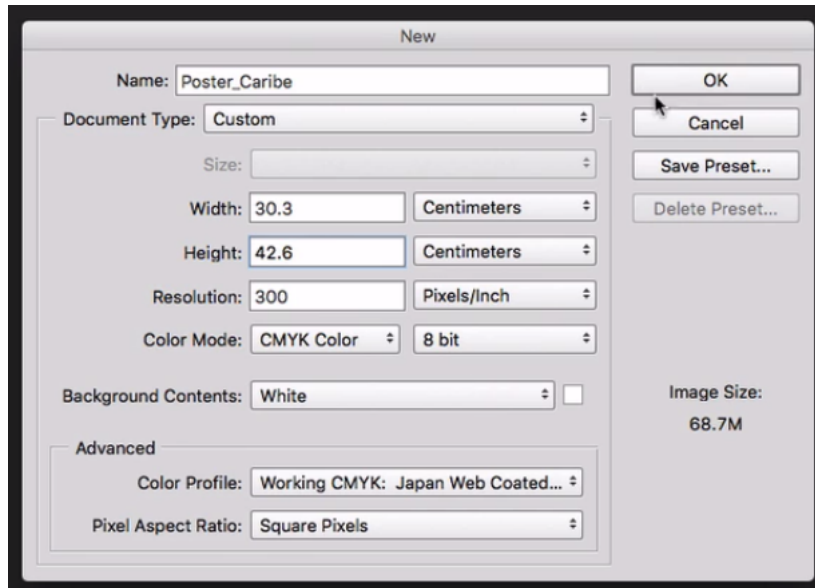 New
Name: Poster_Caribe
OK
Document Type: Custom
Cancel
Size:
Save Preset...
Width: 30.3 Centimeters
Delete Preset...
Height: 42.6 Centimeters
Resolution: 300 Pixels/Inch
Color Mode: CMYK Color 8 bit
Background Contents: White
Image Size:
68.7M
Advanced
Color Profile: Working CMYK: Japan Web Coated...
Pixel Aspect Ratio: Square Pixels